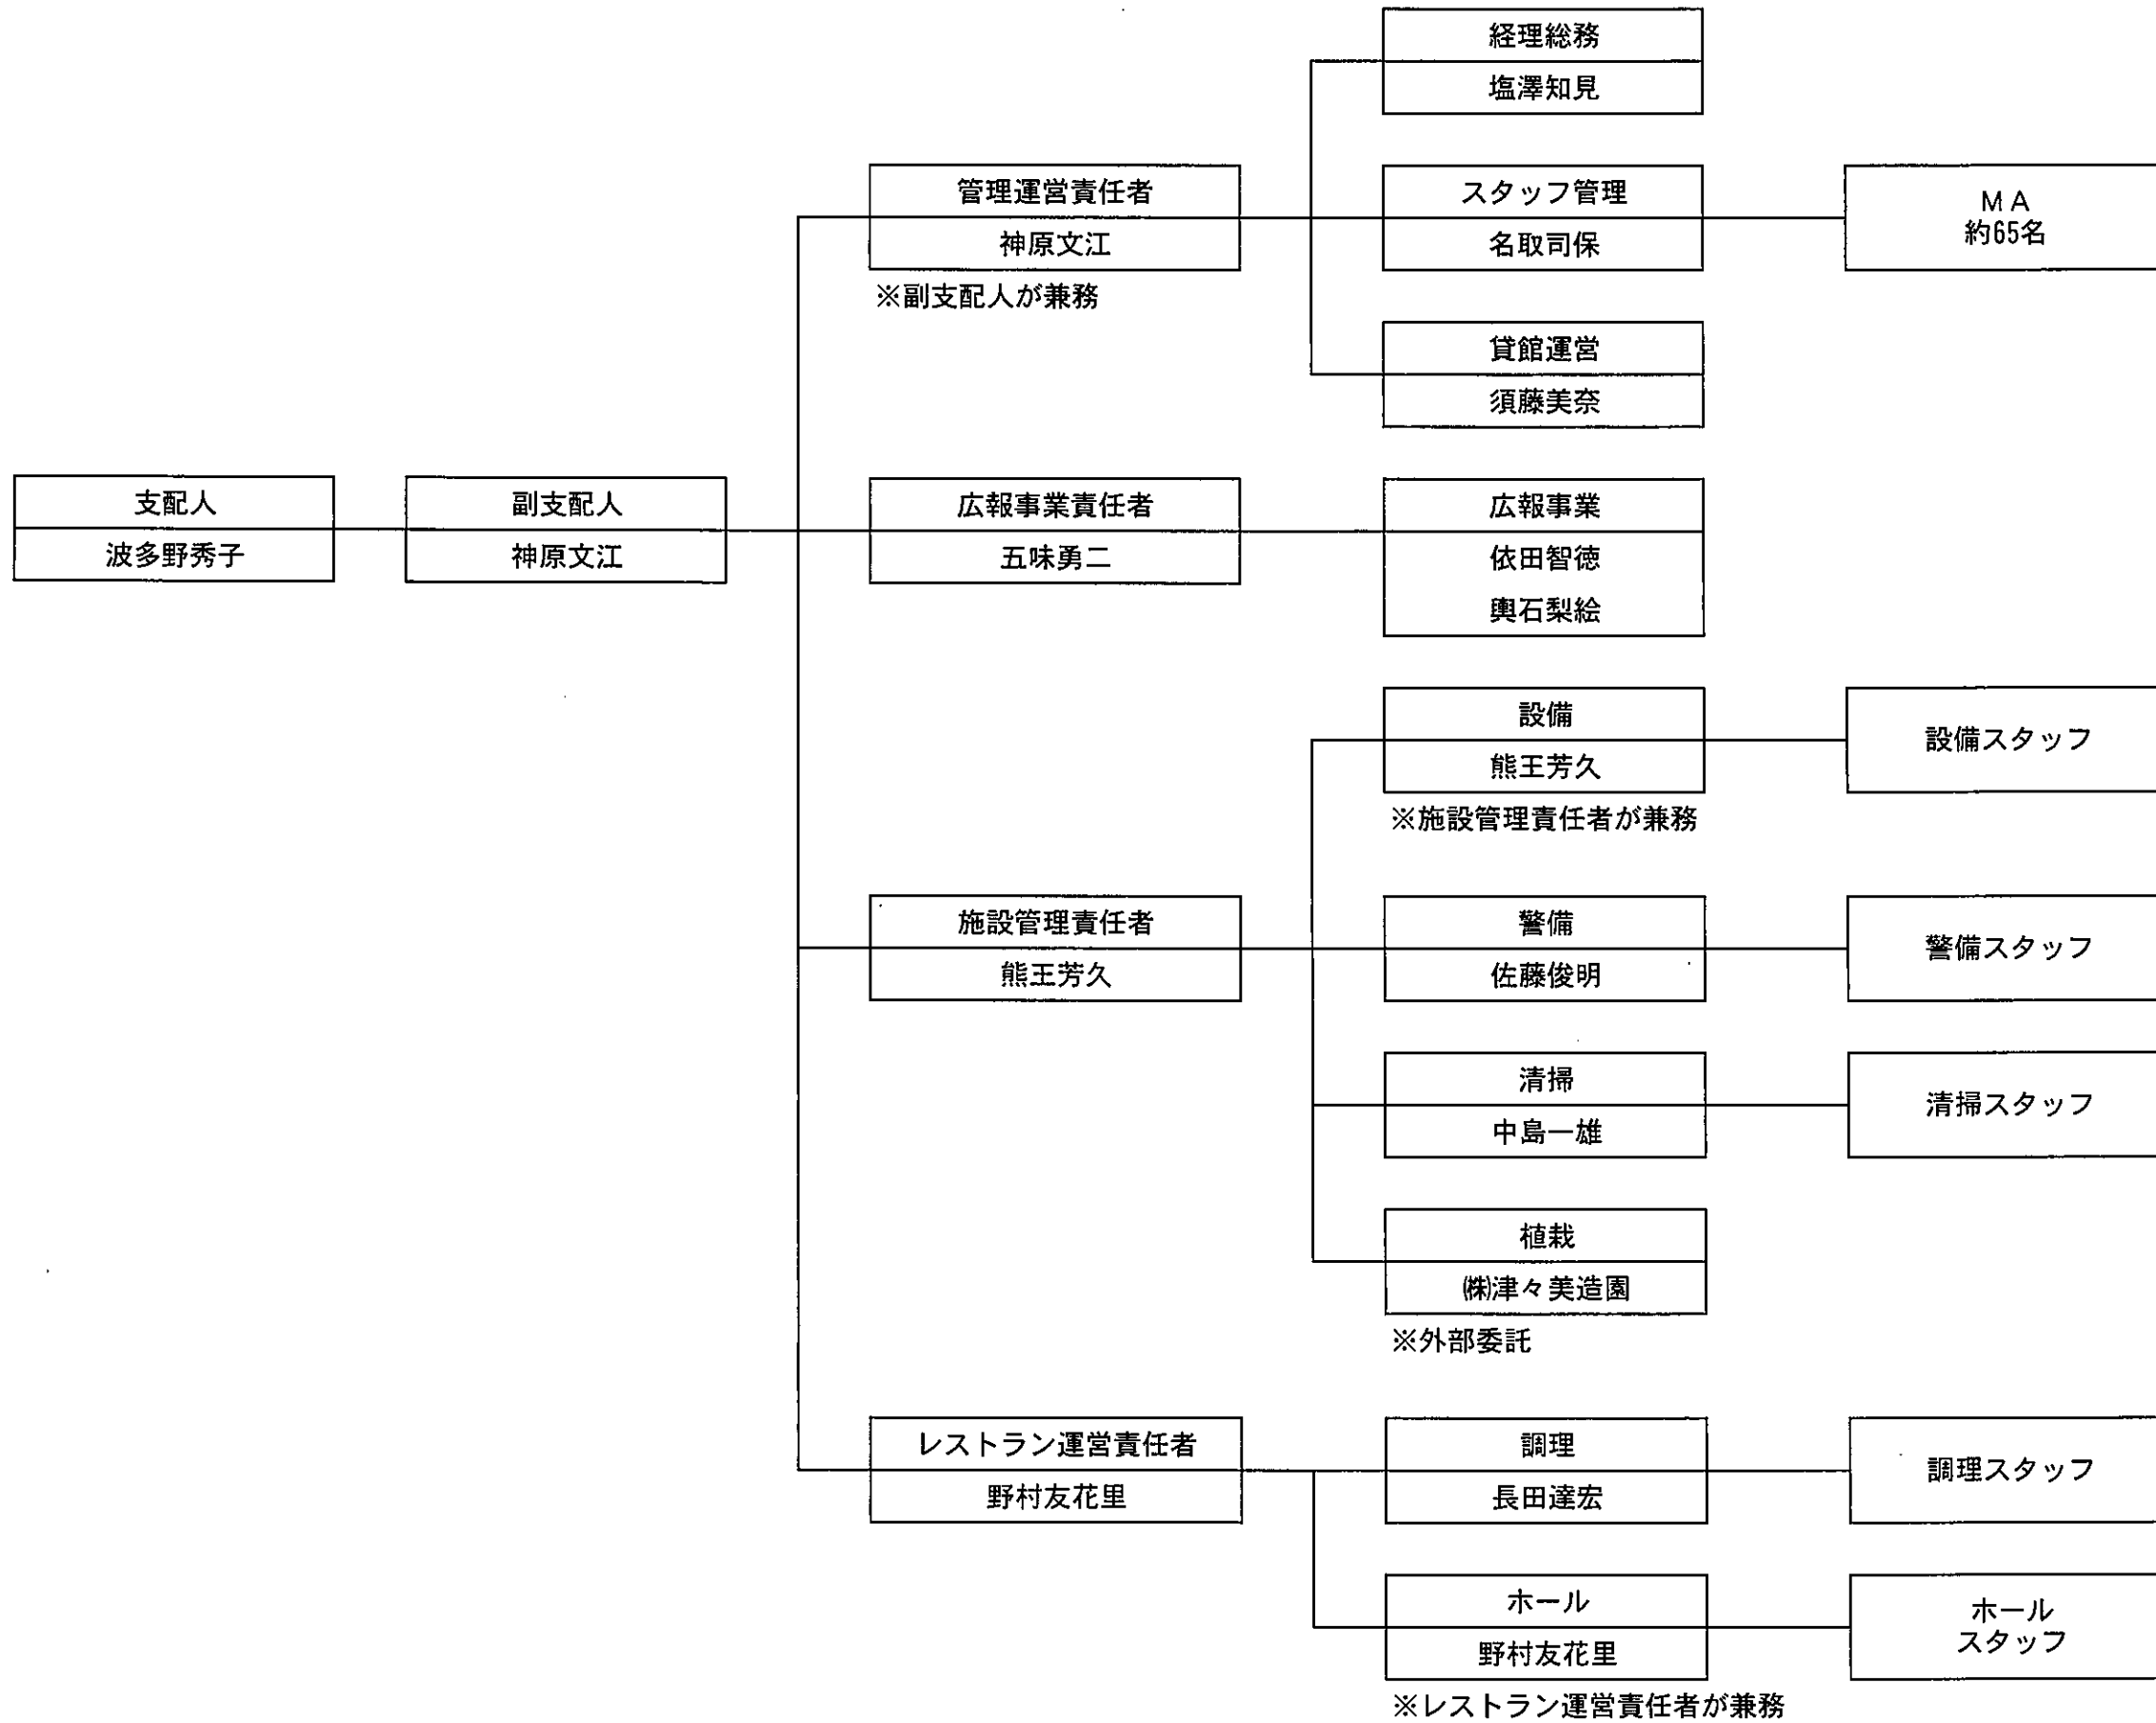 経理総務
塩澤知見
管理運営責任者
神原文江
※副支配人が兼務
スタッフ管理
名取司保
ＭＡ
約65名
貸館運営
須藤美奈
支配人
波多野秀子
副支配人
神原文江
広報事業責任者
五味勇二
広報事業
依田智徳
輿石梨絵
設備
熊王芳久
※施設管理責任者が兼務
設備スタッフ
施設管理責任者
熊王芳久
警備
佐藤俊明
警備スタッフ
清掃
中島一雄
清掃スタッフ
植栽
㈱津々美造園
※外部委託
レストラン運営責任者
野村友花里
調理
長田達宏
調理スタッフ
ホール
野村友花里
※レストラン運営責任者が兼務
ホール
スタッフ